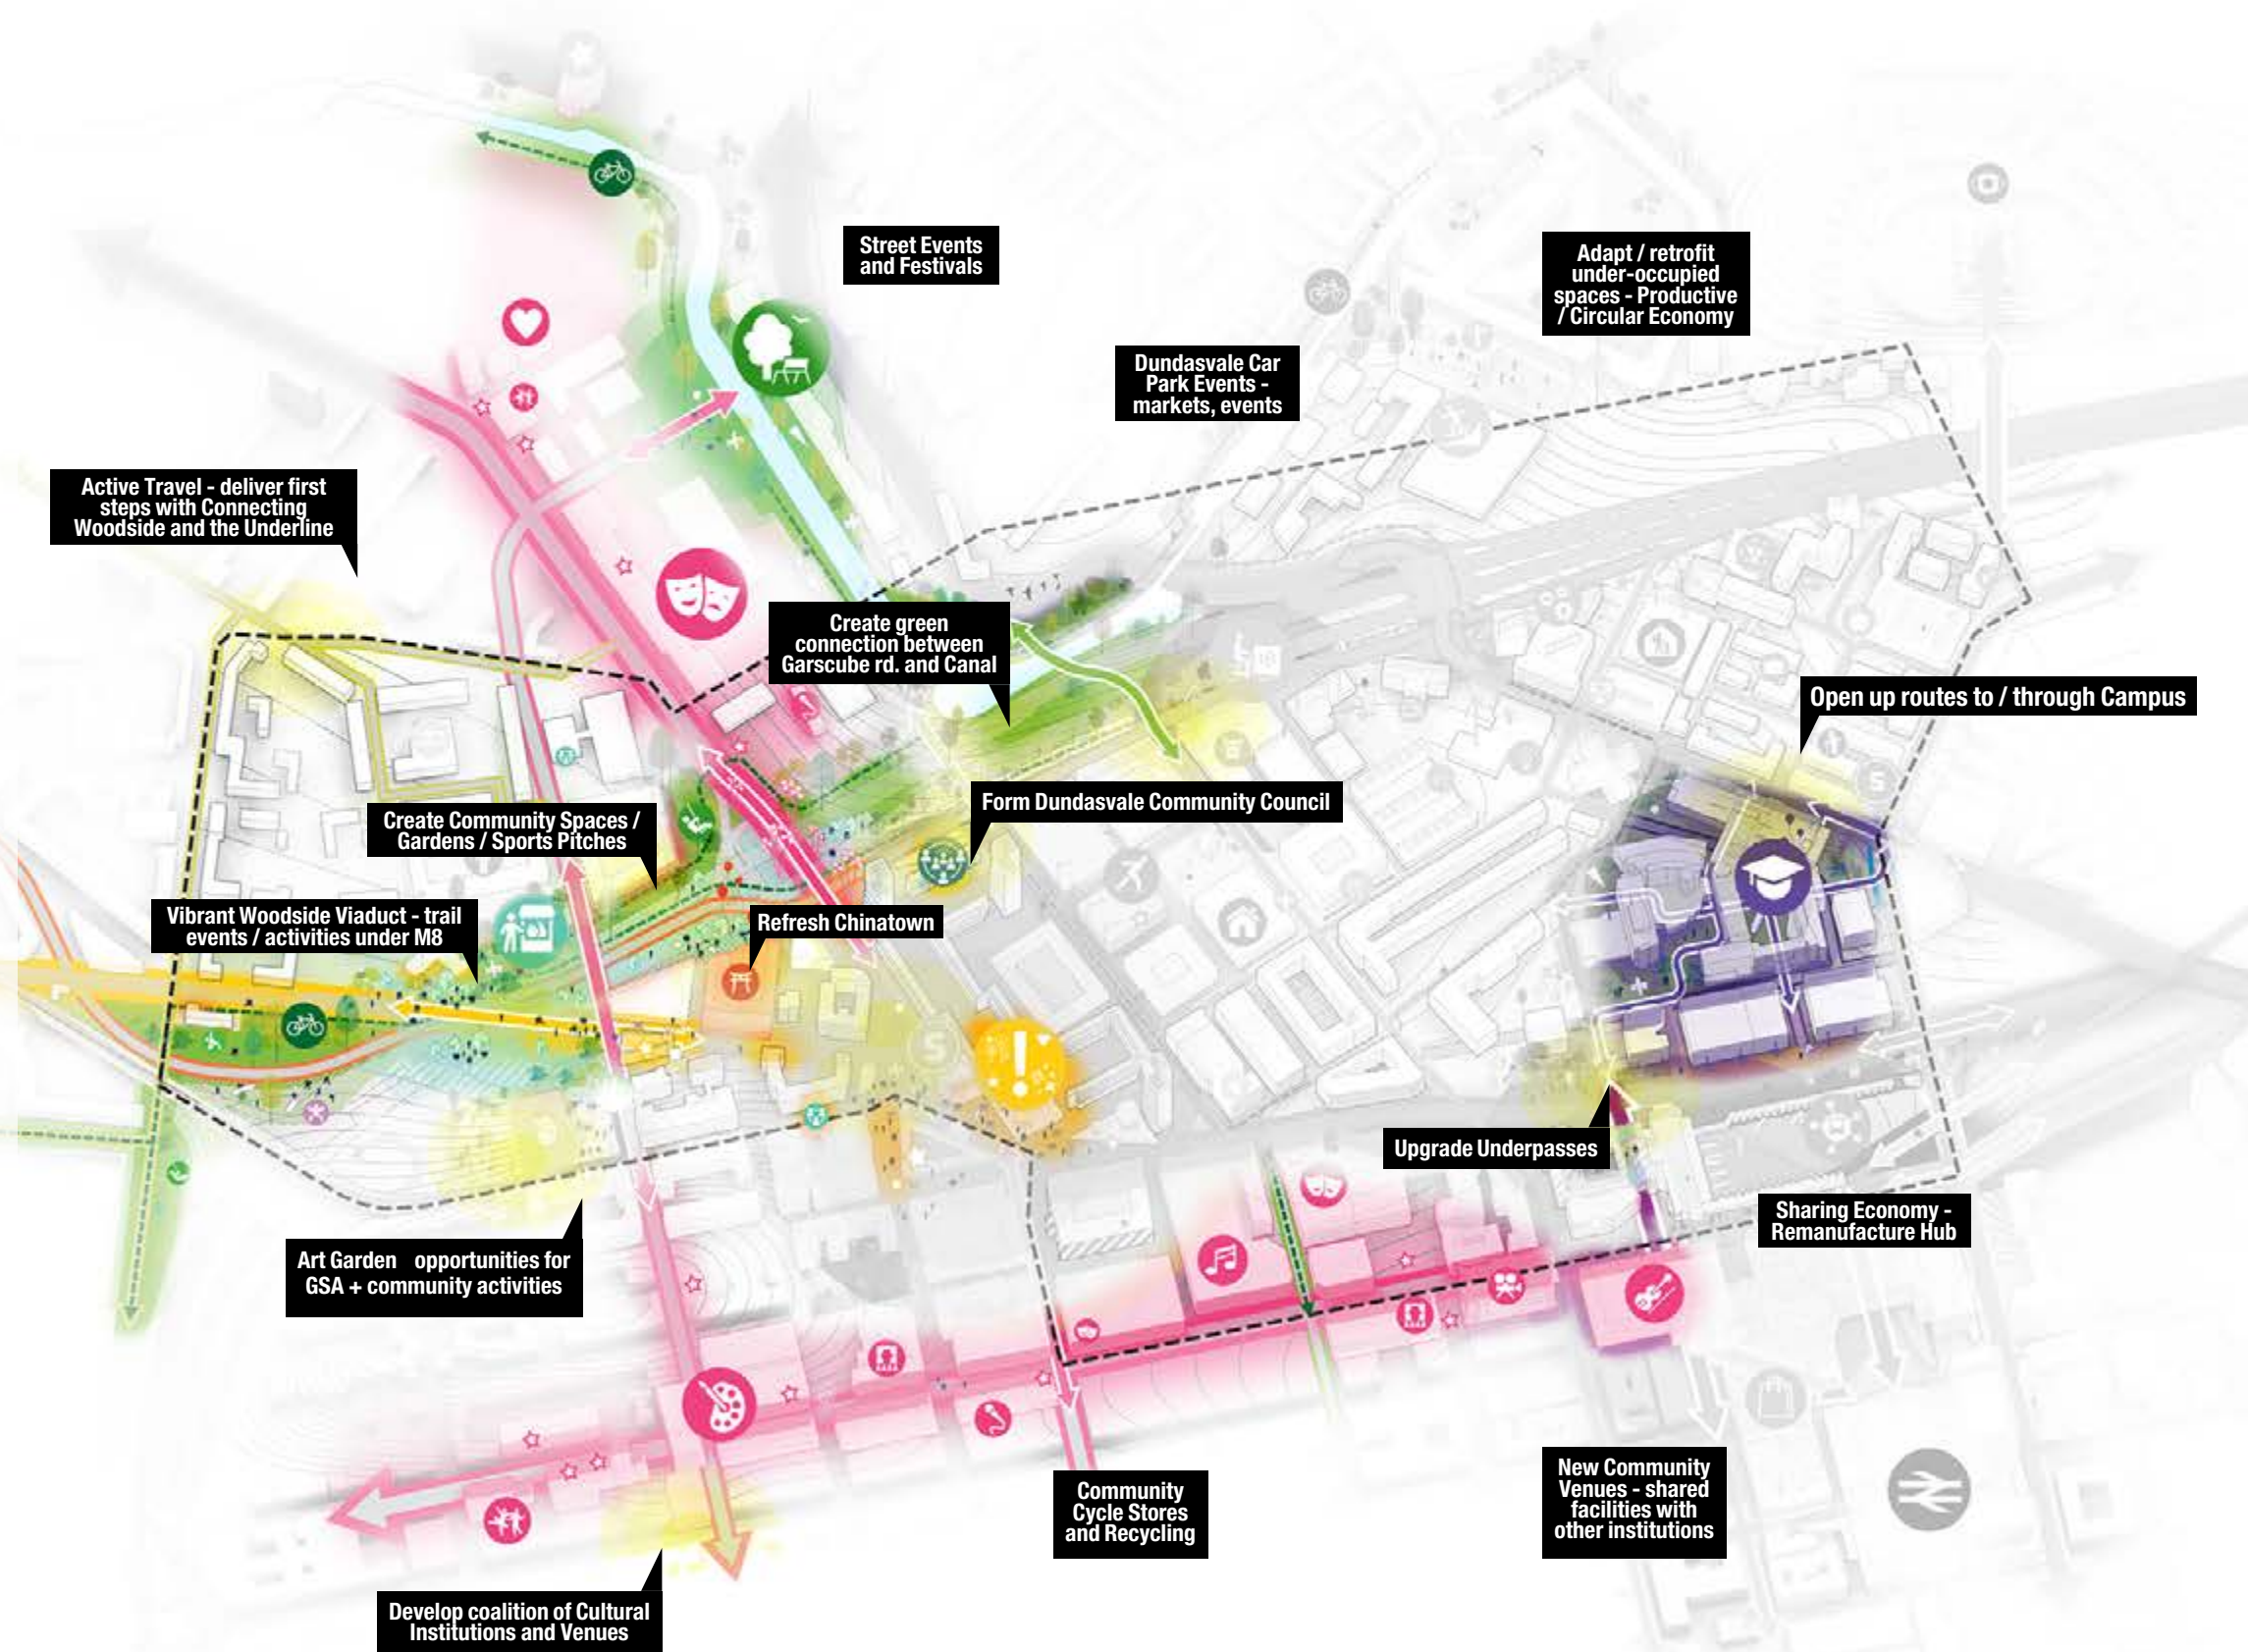 Street Events
and Festivals
Adapt / retrofit
under-occupied
spaces - Productive
/ Circular Economy
Dundasvale Car
Park Events -
markets, events
Active Travel - deliver first
steps with Connecting
Woodside and the Underline
Create green
connection between
Garscube rd. and Canal
Open up routes to / through Campus
Create Community Spaces /
Gardens / Sports Pitches
Form Dundasvale Community Council
Vibrant Woodside Viaduct - trail
events / activities under M8
Refresh Chinatown
S
S
Upgrade Underpasses
Sharing Economy -
Remanufacture Hub
Art Garden opportunities for
GSA + community activities
Community
Cycle Stores
and Recycling
New Community
Venues - shared
facilities with
other institutions
Develop coalition of Cultural
Institutions and Venues